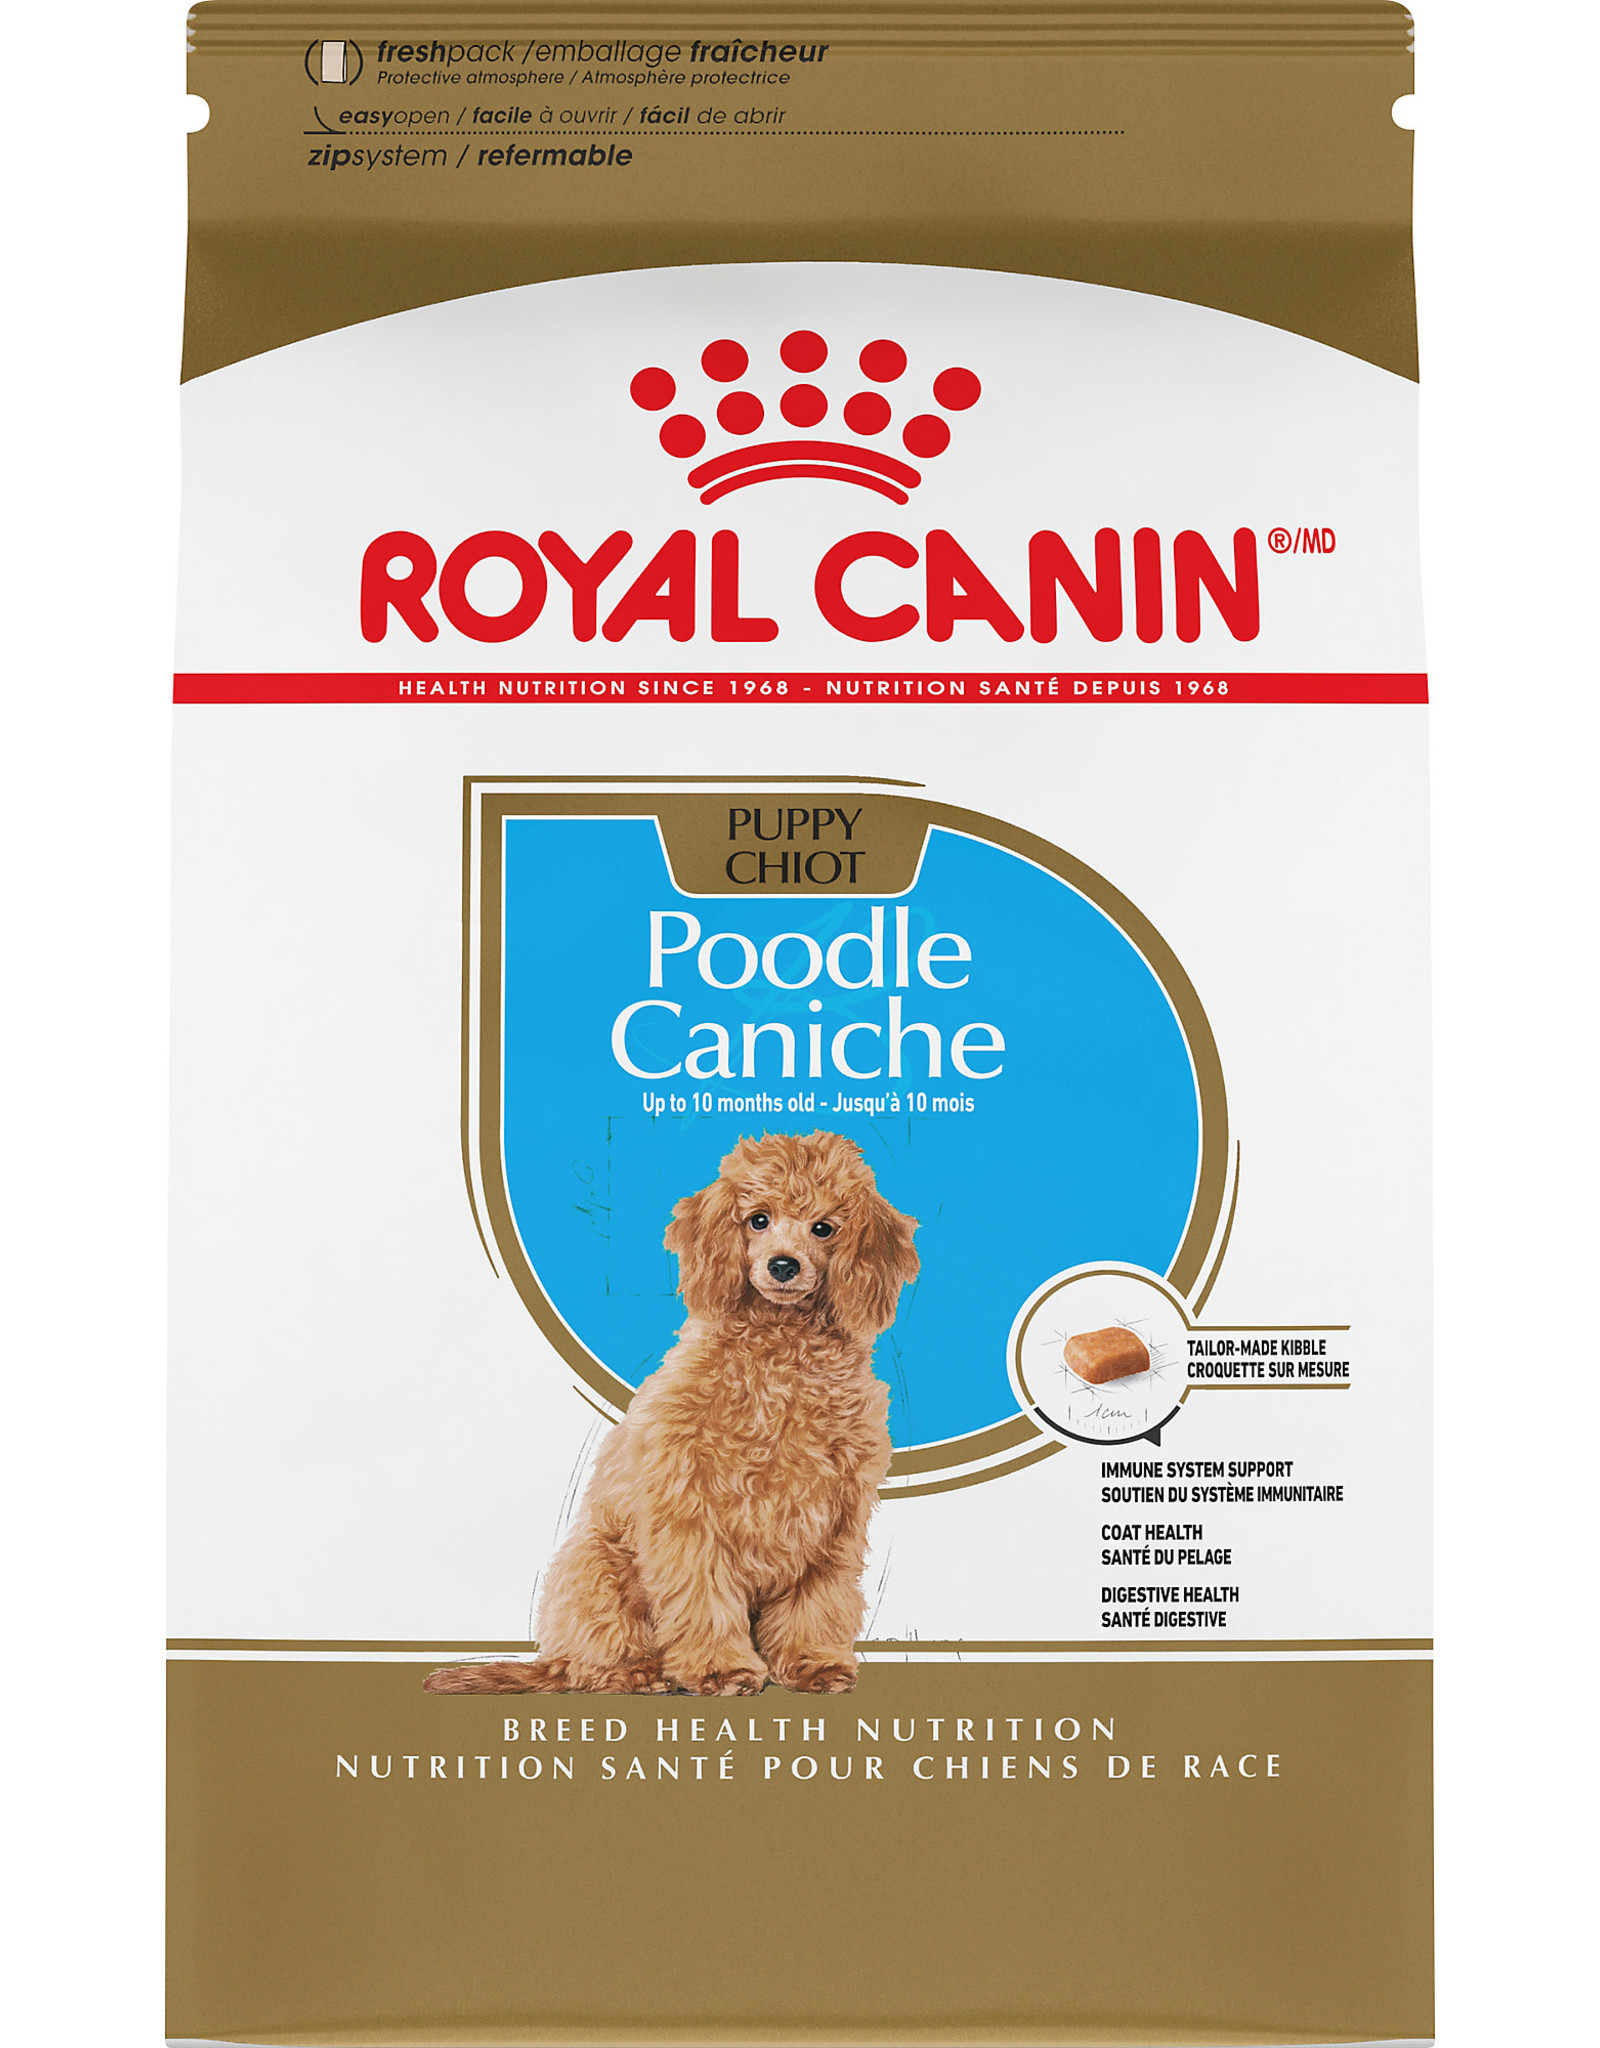 freshpack / emballage fraîcheur
Protective atmosphere / Atmosphère protectrice
easyopen / facile à ouvrir / fácil de abrir
zipsystem / refermable
ROYAL CANIN®/MD
HEALTH NUTRITION SINCE 1968 - NUTRITION SANTÉ DEPUIS 1968
PUPPY
CHIOT
Poodle
Caniche
Up to 10 months old - Jusqu'à 10 mois
TAILOR-MADE KIBBLE
CROQUETTE SUR MESURE
1cm
IMMUNE SYSTEM SUPPORT
SOUTIEN DU SYSTÈME IMMUNITAIRE
COAT HEALTH
SANTÉ DU PELAGE
DIGESTIVE HEALTH
SANTÉ DIGESTIVE
BREED HEALTH NUTRITION
NUTRITION SANTÉ POUR CHIENS DE RACE